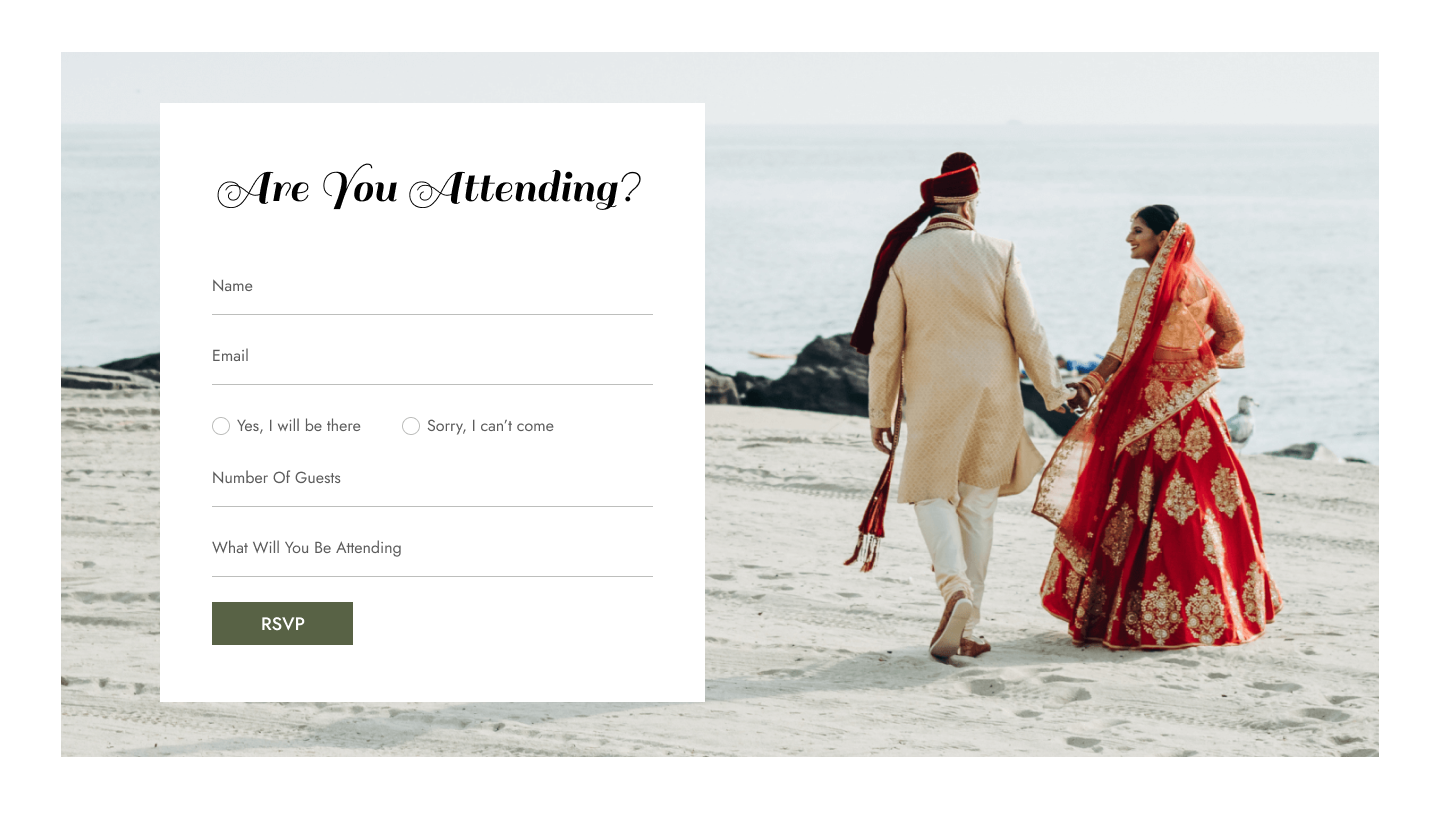 Are You Attending?
Name
Email
Yes, I will be there
Sorry, I can't come
Number Of Guests
What Will You Be Attending
RSVP